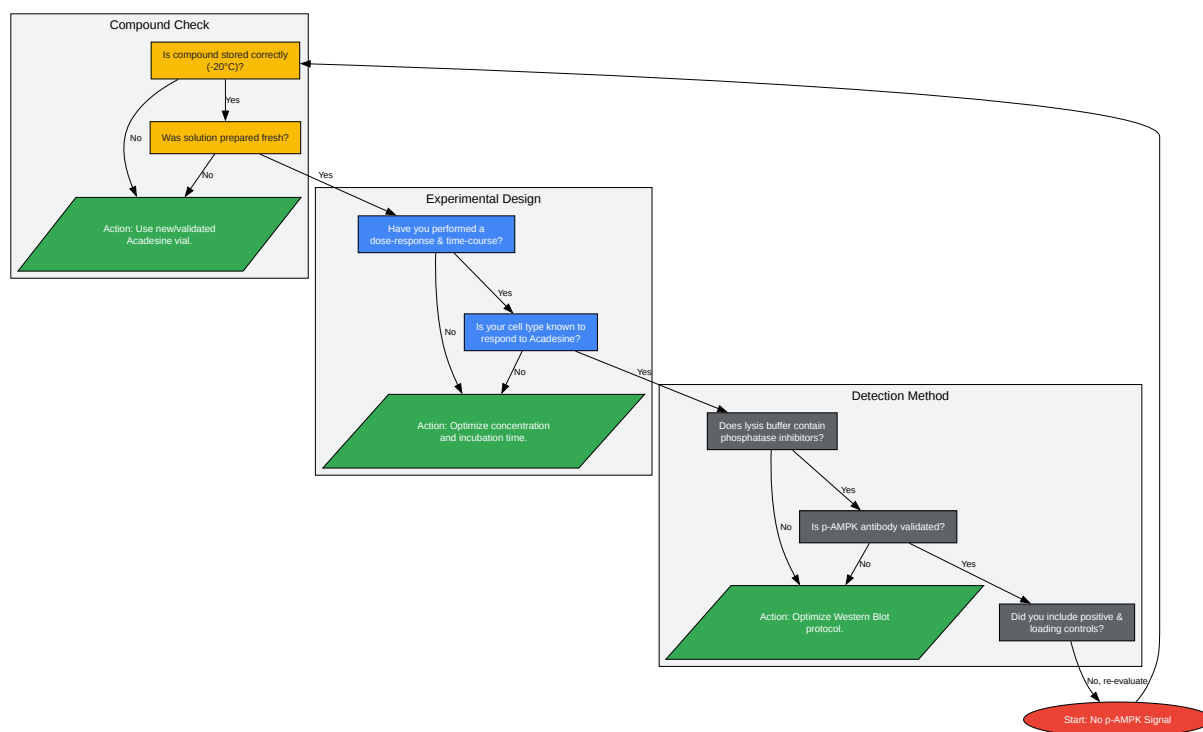 Compound Check
Is compound stored correctly
(-20°C)?
Yes
No
Was solution prepared fresh?
No
Yes
Action: Use new/validated
Acadesine vial.
Experimental Design
Have you performed a
dose-response & time-course?
Yes
No
Is your cell type known to
respond to Acadesine?
No
Yes
Action: Optimize concentration
and incubation time.
Detection Method
Does lysis buffer contain
phosphatase inhibitors?
Yes
No
Is p-AMPK antibody validated?
No
Yes
Action: Optimize Western Blot
protocol.
Did you include positive &
loading controls?
No, re-evaluate
Start: No p-AMPK Signal